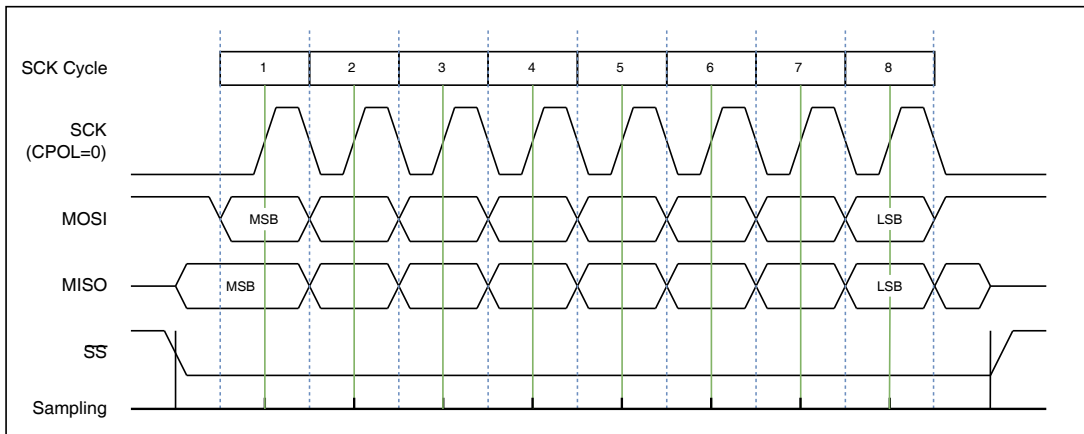 SCK Cycle
1 2 3 4 5 6 7 8
SCK
(CPOL=0)
MOSI
MSB LSB
MISO
MSB LSB
SS
Sampling